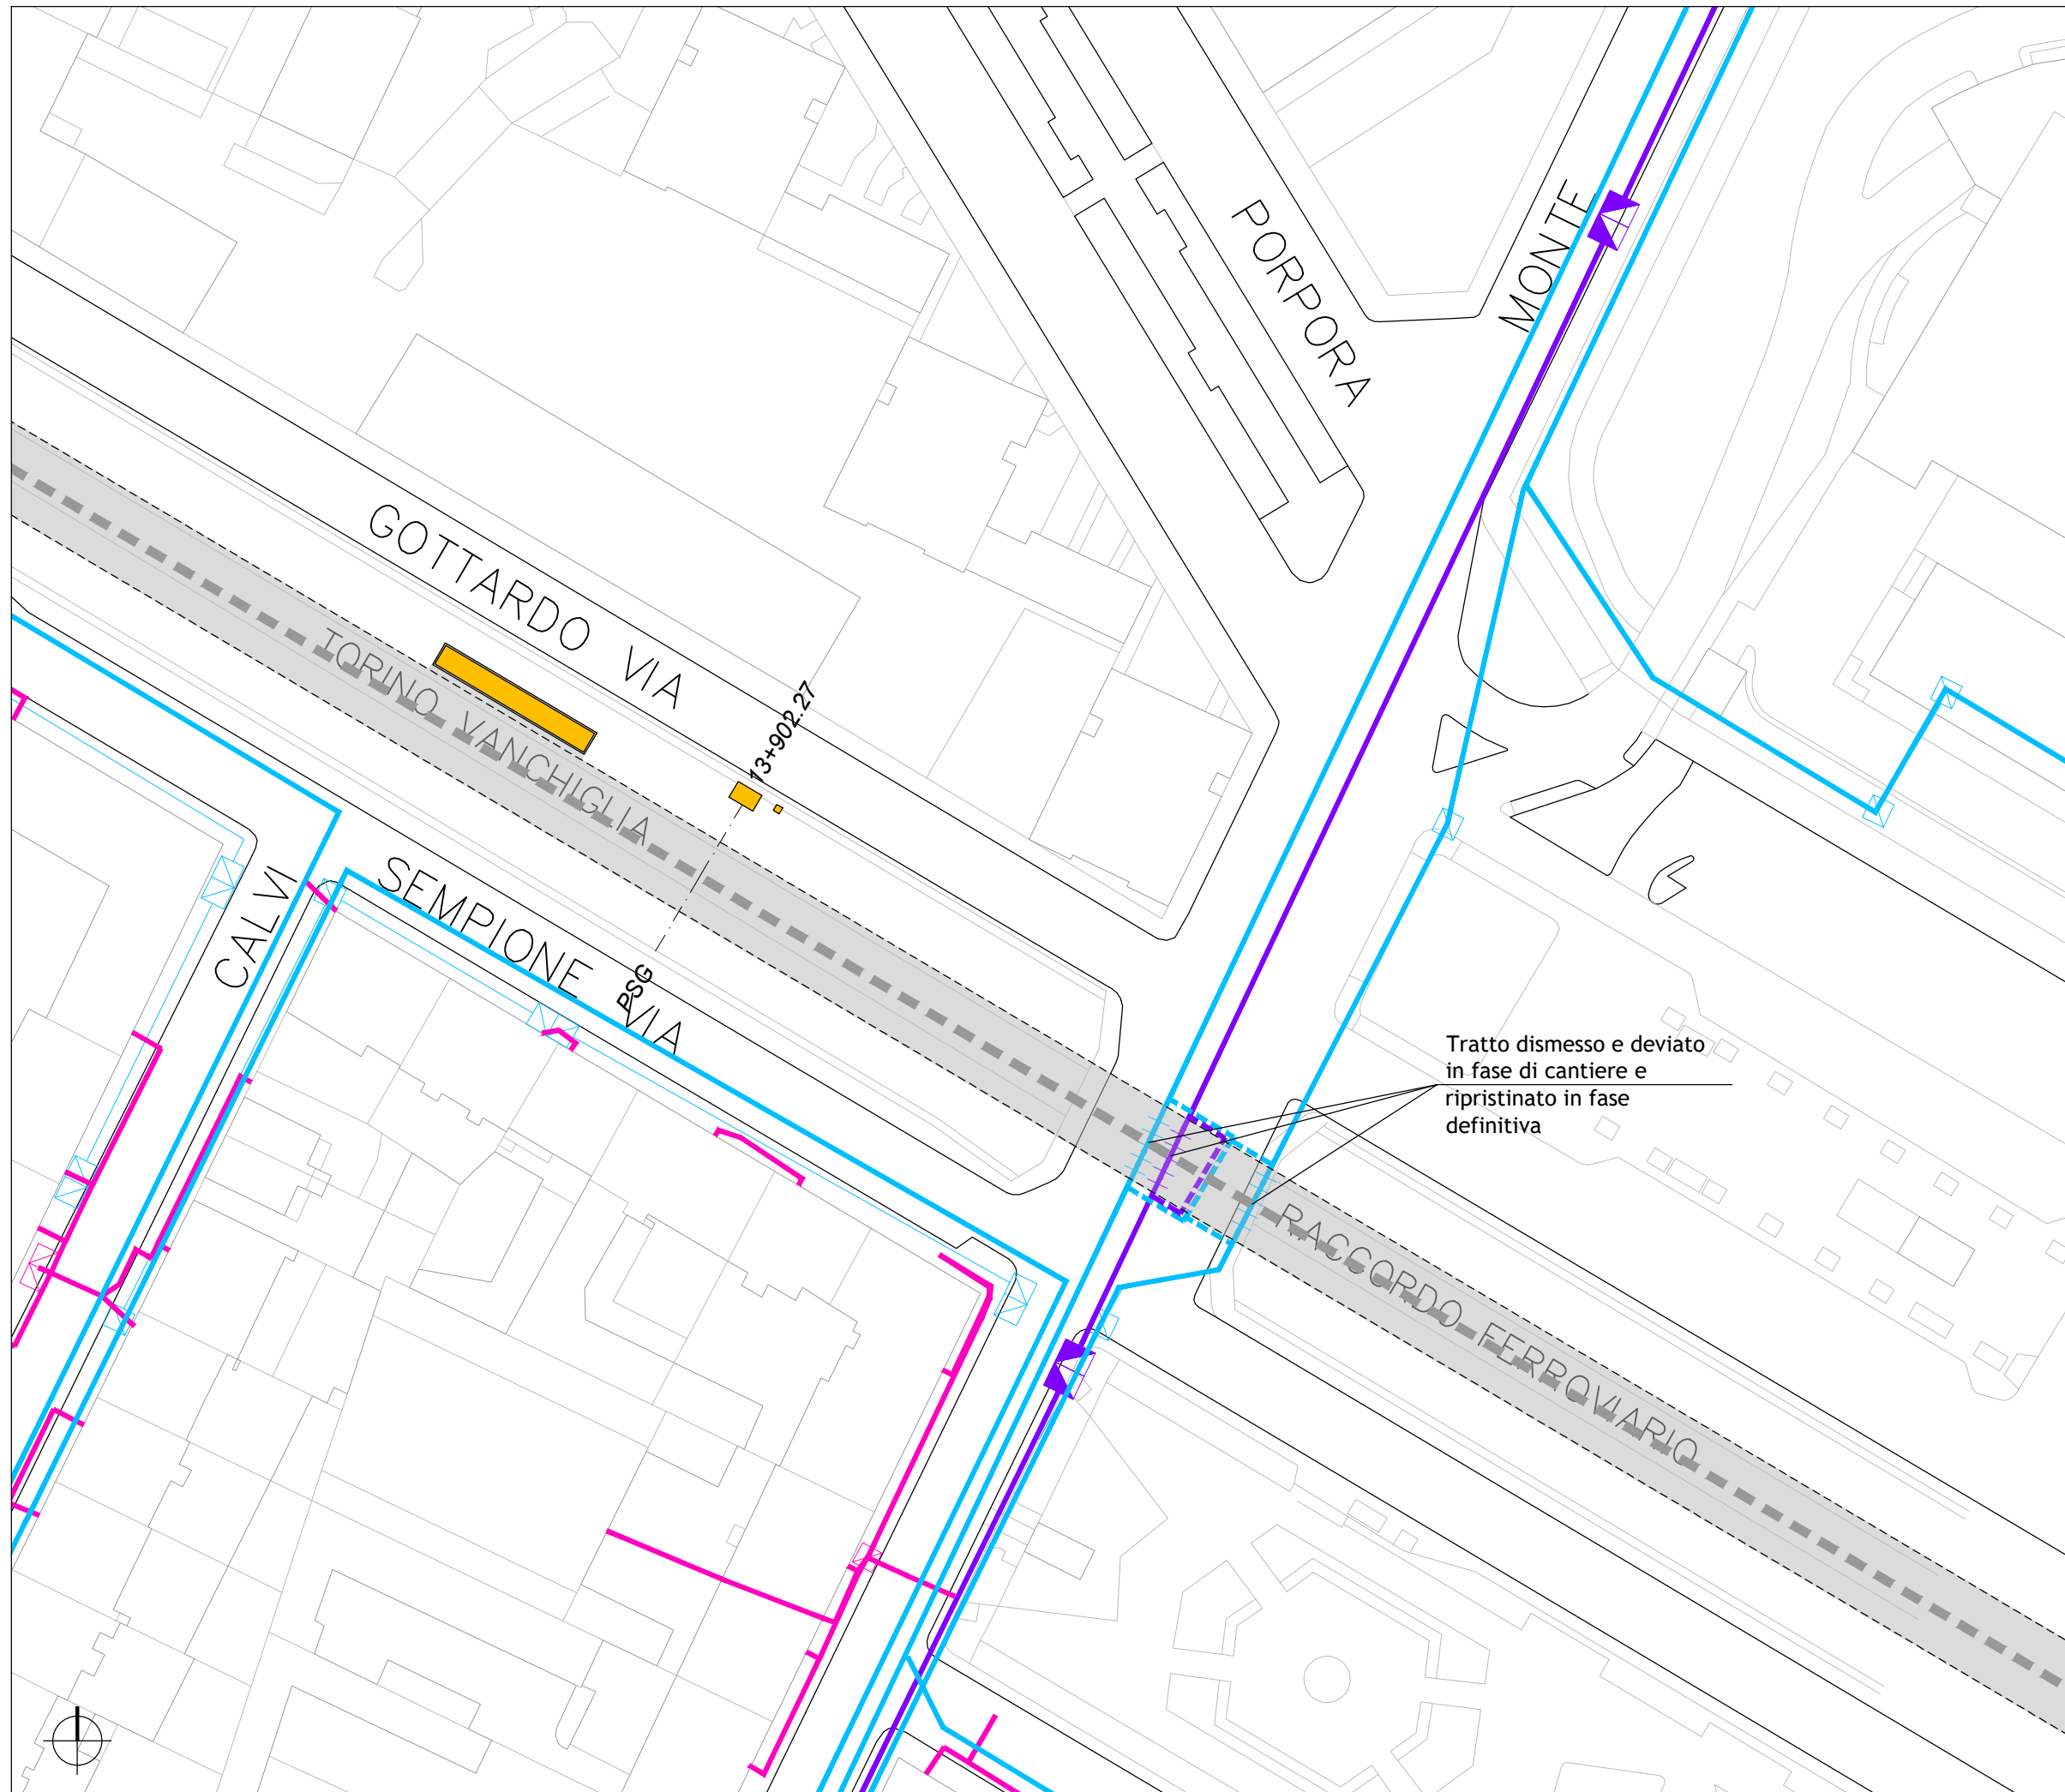 PORPORA
MONTE
GOTTARDO VIA
TORINO VANCHIGLIA
13+902.27
CALVI
SEMPIONE VIA
PSG
Tratto dismesso e deviato
in fase di cantiere e
ripristinato in fase
definitiva
RACCORDO FERROVIARIO